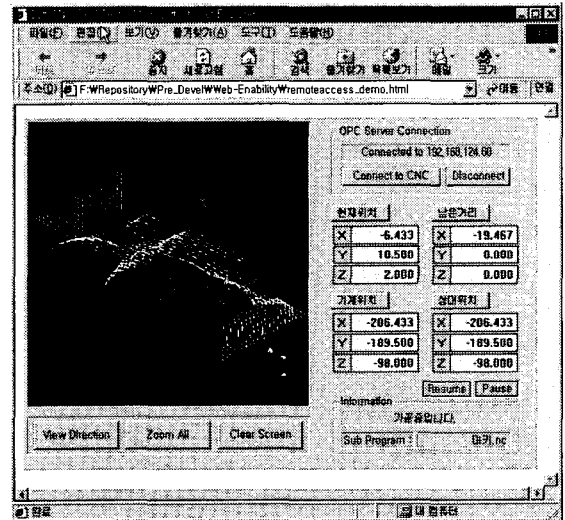 파일(F) 편집(E) 보기(V) 즐겨찾기(A) 도구(T) 도움말(H)
중지 새로고침 홈 검색 즐겨찾기 목록보기 메일 크기
주소(D) F:\Repository\Pre_Devel\Web-Enability\remoteaccess_demo.html 이동 연결
OPC Server Connection
Connected to 192,168,124,60
Connect to CNC Disconnect
현재위치 남은거리
X -6.433 X -19.467
Y 10.500 Y 0.000
Z 2.000 Z 0.000
기계위치 상대위치
X -206.433 X -206.433
Y -189.500 Y -189.500
Z -98.000 Z -98.000
Resume Pause
Information
가공중입니다.
View Direction Zoom All Clear Screen
Sub Program : 마키.nc
완료 내 컴퓨터